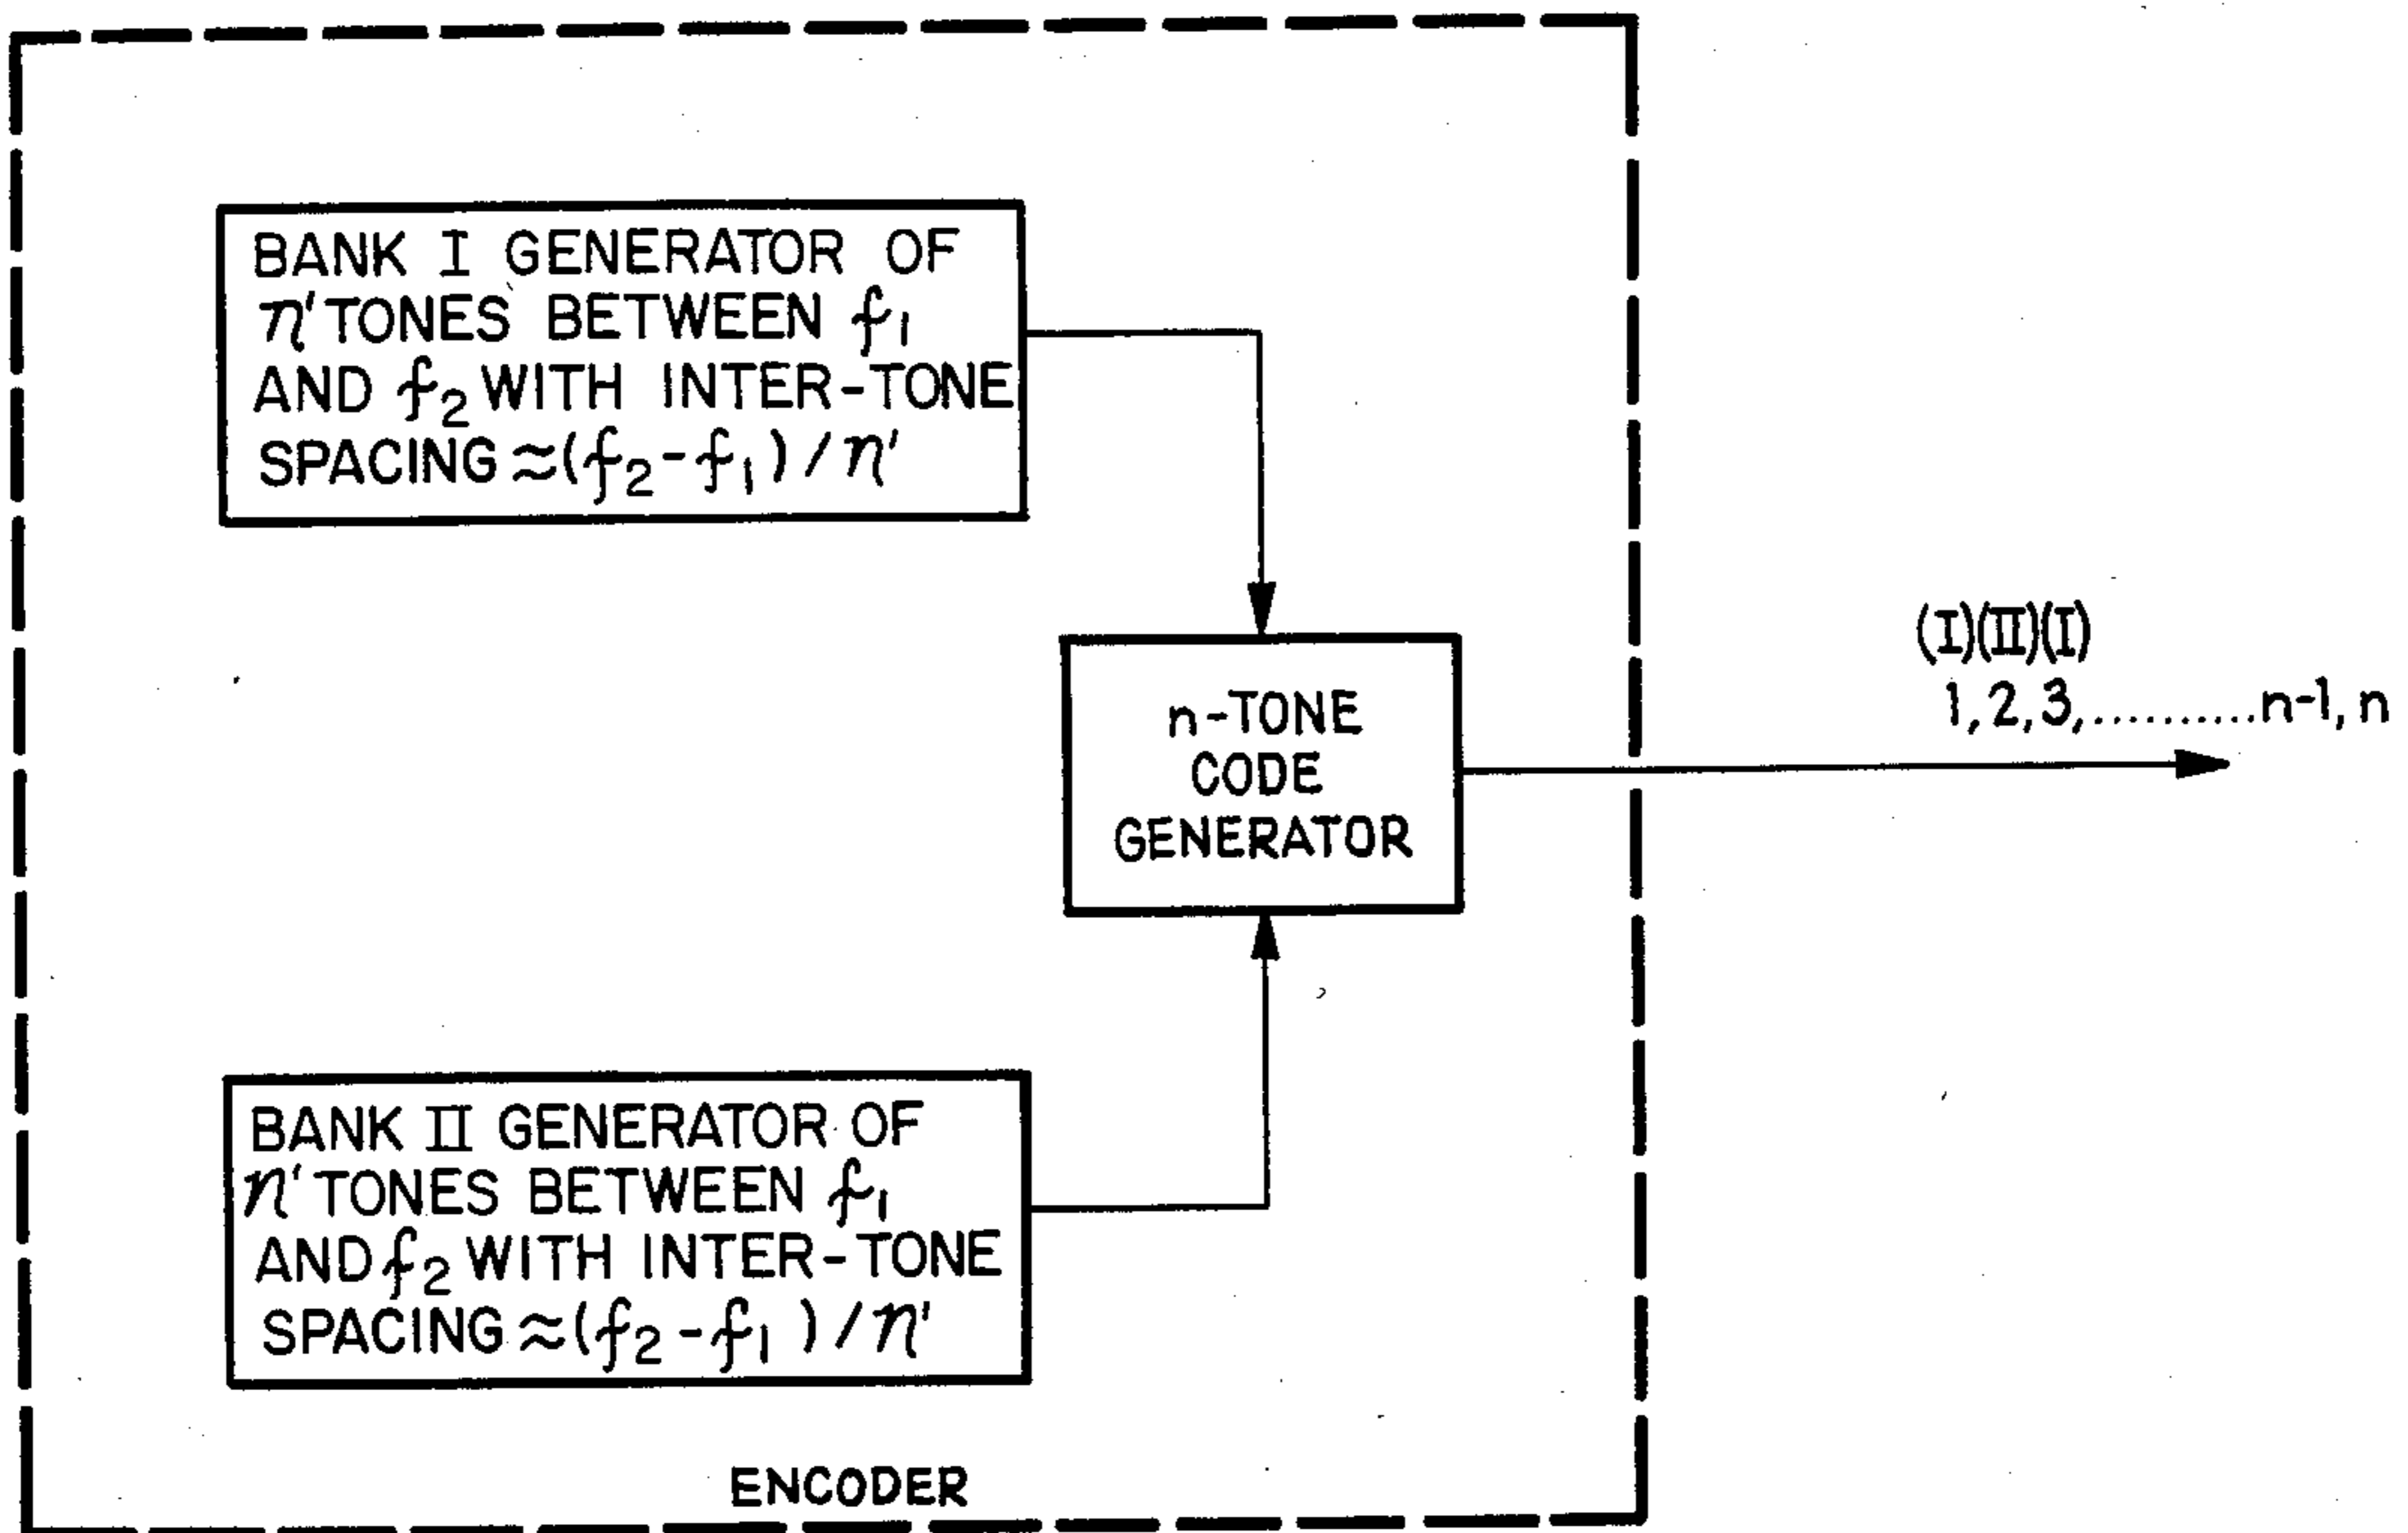 BANK I GENERATOR OF
n' TONES BETWEEN f₁
AND f₂ WITH INTER-TONE
SPACING ≈(f₂-f₁)/n'
(I)(II)(I)
1,2,3,...........n-1, n
n-TONE
CODE
GENERATOR
BANK II GENERATOR OF
n' TONES BETWEEN f₁
AND f₂ WITH INTER-TONE
SPACING ≈(f₂-f₁)/n'
ENCODER